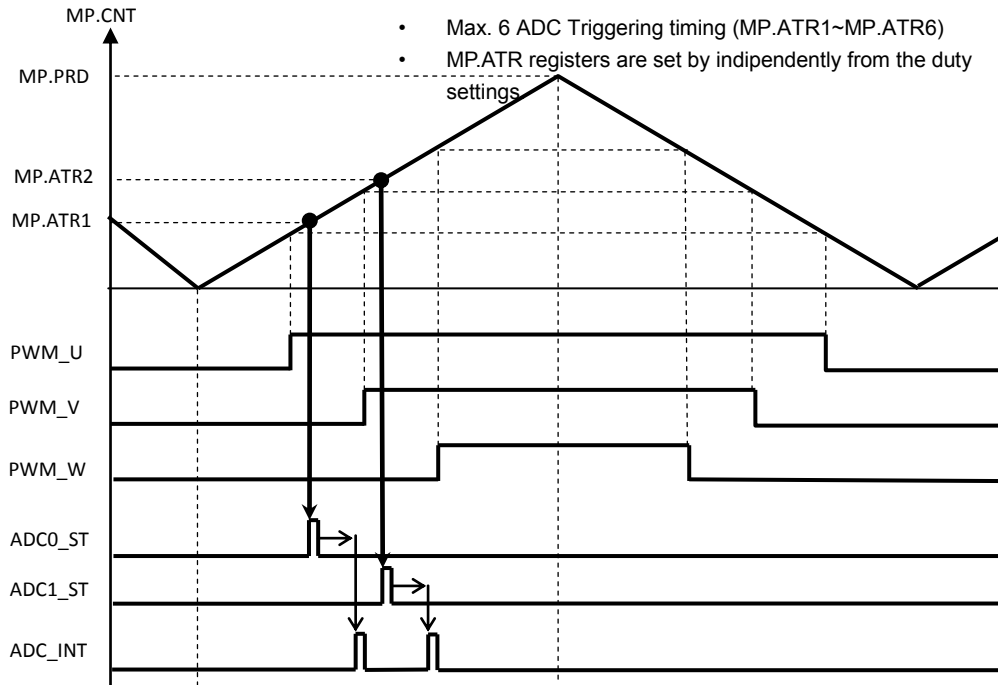 MP.CNT
• Max. 6 ADC Triggering timing (MP.ATR1~MP.ATR6)
• MP.ATR registers are set by indipendently from the duty
settings
MP.PRD
MP.ATR2
MP.ATR1
PWM_U
PWM_V
PWM_W
ADC0_ST
ADC1_ST
ADC_INT